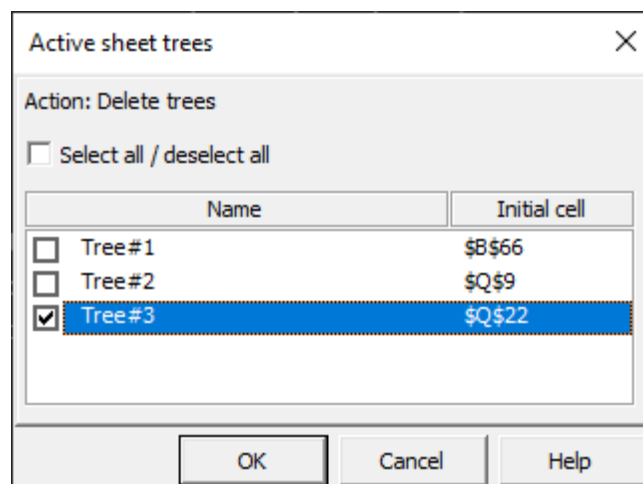 Active sheet trees
Action: Delete trees
Select all / deselect all
Name Initial cell
Tree#1 $B$66
Tree#2 $Q$9
Tree#3 $Q$22
OK Cancel Help